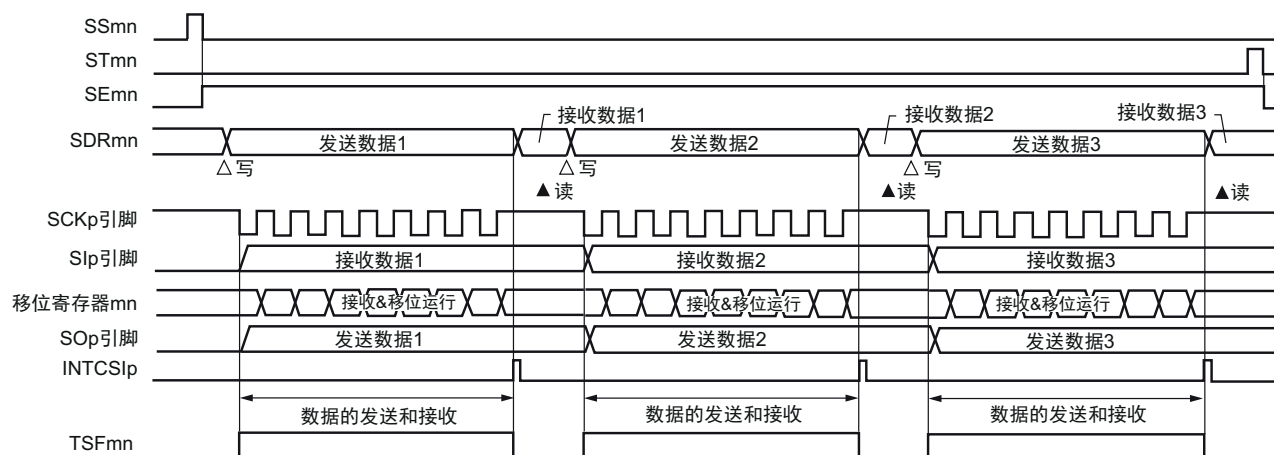 SSmn
STmn
SEmn
接收数据1
接收数据2
接收数据3
SDRmn
发送数据1
发送数据2
发送数据3
△写
△写
△写
▲读
▲读
▲读
SCKp引脚
SIp引脚
接收数据1
接收数据2
接收数据3
移位寄存器mn
接收&移位运行
接收&移位运行
接收&移位运行
SOp引脚
发送数据1
发送数据2
发送数据3
INTCSIp
数据的发送和接收
数据的发送和接收
数据的发送和接收
TSFmn